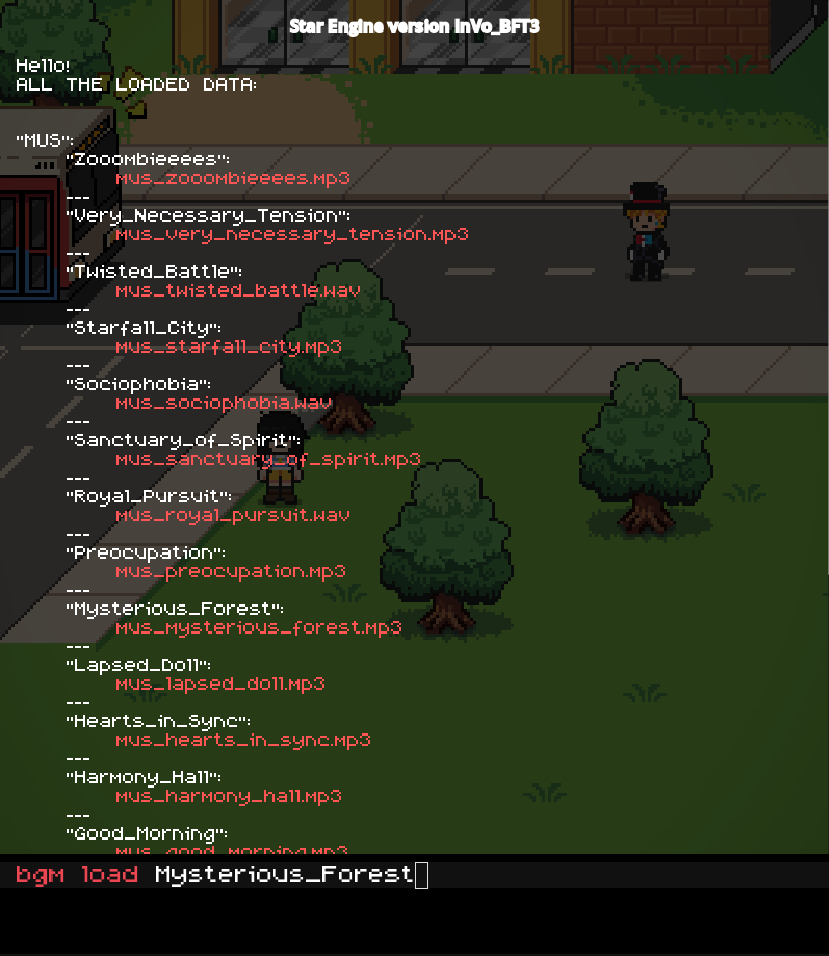 Star Engine version InVo_BFT3
Hello!
ALL THE LOADED DATA:
"MUS":
"Zooombieeees":
mus_zooombieeees.mp3
---
"Very_Necessary_Tension":
mus_very_necessary_tension.mp3
---
"Twisted_Battle":
mus_twisted_battle.wav
---
"Starfall_City":
mus_starfall_city.mp3
---
"Sociophobia":
mus_sociophobia.wav
---
"Sanctuary_of_Spirit":
mus_sanctuary_of_spirit.mp3
---
"Royal_Pursuit":
mus_royal_pursuit.wav
---
"Preocupation":
mus_preocupation.mp3
---
"Mysterious_Forest":
mus_mysterious_forest.mp3
---
"Lapsed_Doll":
mus_lapsed_doll.mp3
---
"Hearts_in_Sync":
mus_hearts_in_sync.mp3
---
"Harmony_Hall":
mus_harmony_hall.mp3
---
"Good_Morning":
mus_good_morning.mp3
bgm load Mysterious_Forest